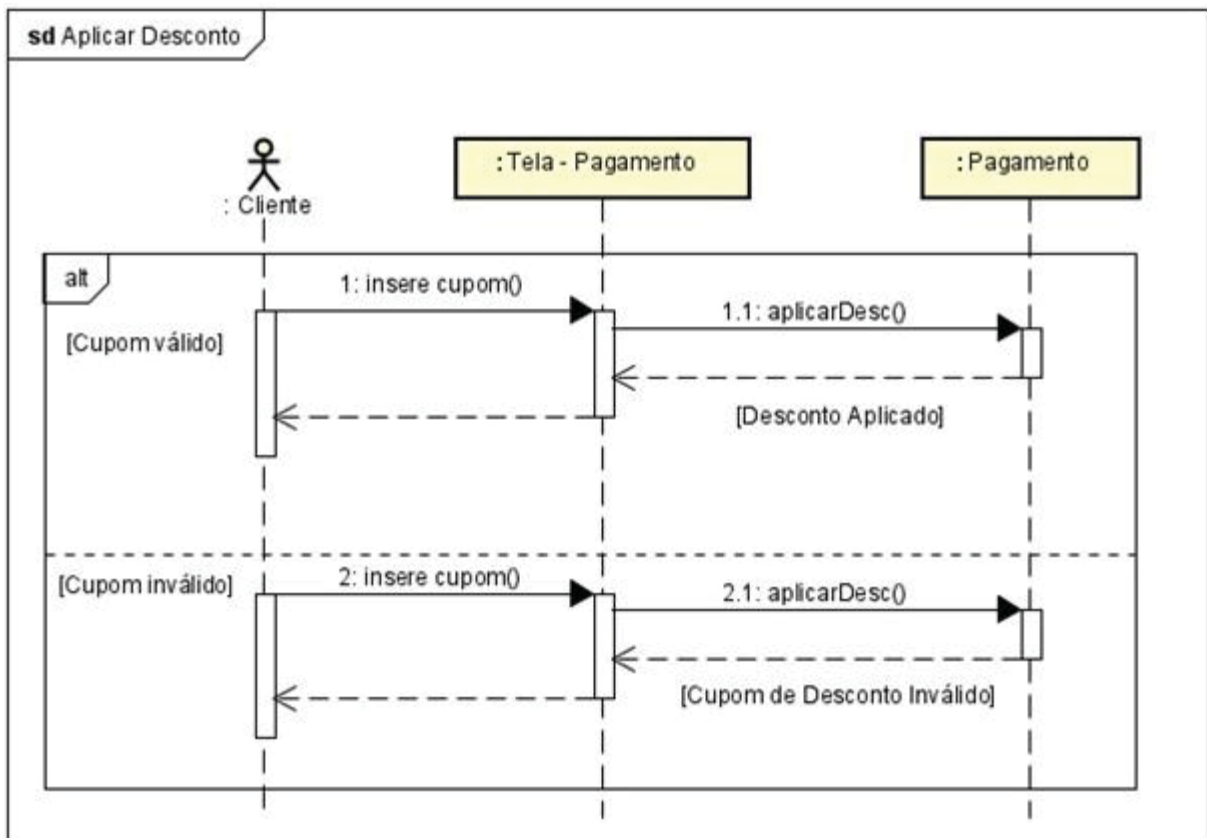 sd Aplicar Desconto
: Cliente
: Tela - Pagamento
: Pagamento
alt
1: insere cupom()
1.1: aplicarDesc()
[Cupom válido]
[Desconto Aplicado]
[Cupom inválido]
2: insere cupom()
2.1: aplicarDesc()
[Cupom de Desconto Inválido]